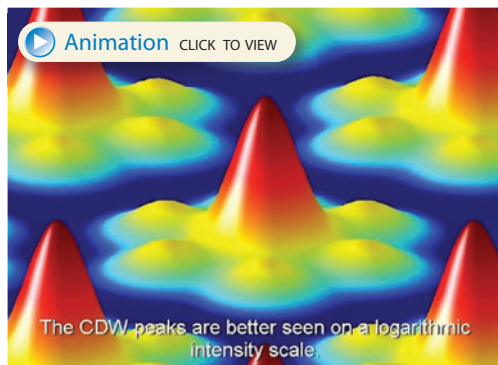 Animation CLICK TO VIEW
The CDW peaks are better seen on a logarithmic
intensity scale.